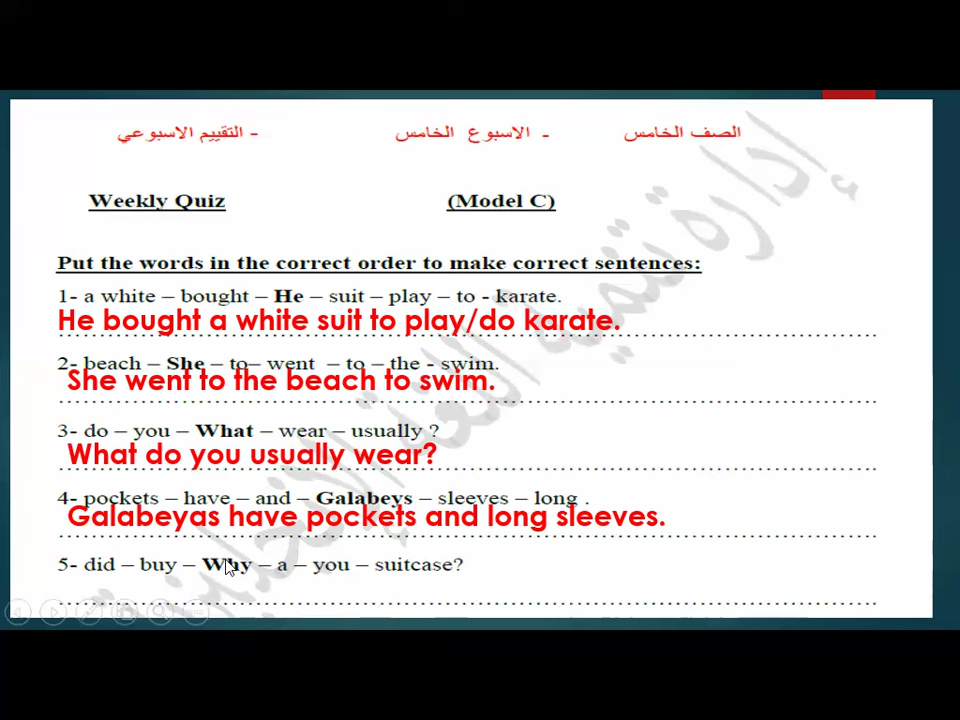 الصف الخامس - الاسبوع الخامس - التقييم الاسبوعي
Weekly Quiz (Model C)
Put the words in the correct order to make correct sentences:
1- a white – bought – He – suit – play – to - karate.
He bought a white suit to play/do karate.
2- beach – She – to– went – to – the - swim.
She went to the beach to swim.
3- do – you – What – wear – usually ?
What do you usually wear?
4- pockets – have – and – Galabeys – sleeves – long .
Galabeyas have pockets and long sleeves.
5- did – buy – Why – a – you – suitcase?
إدارة تنمية اللغة الإنجليزية